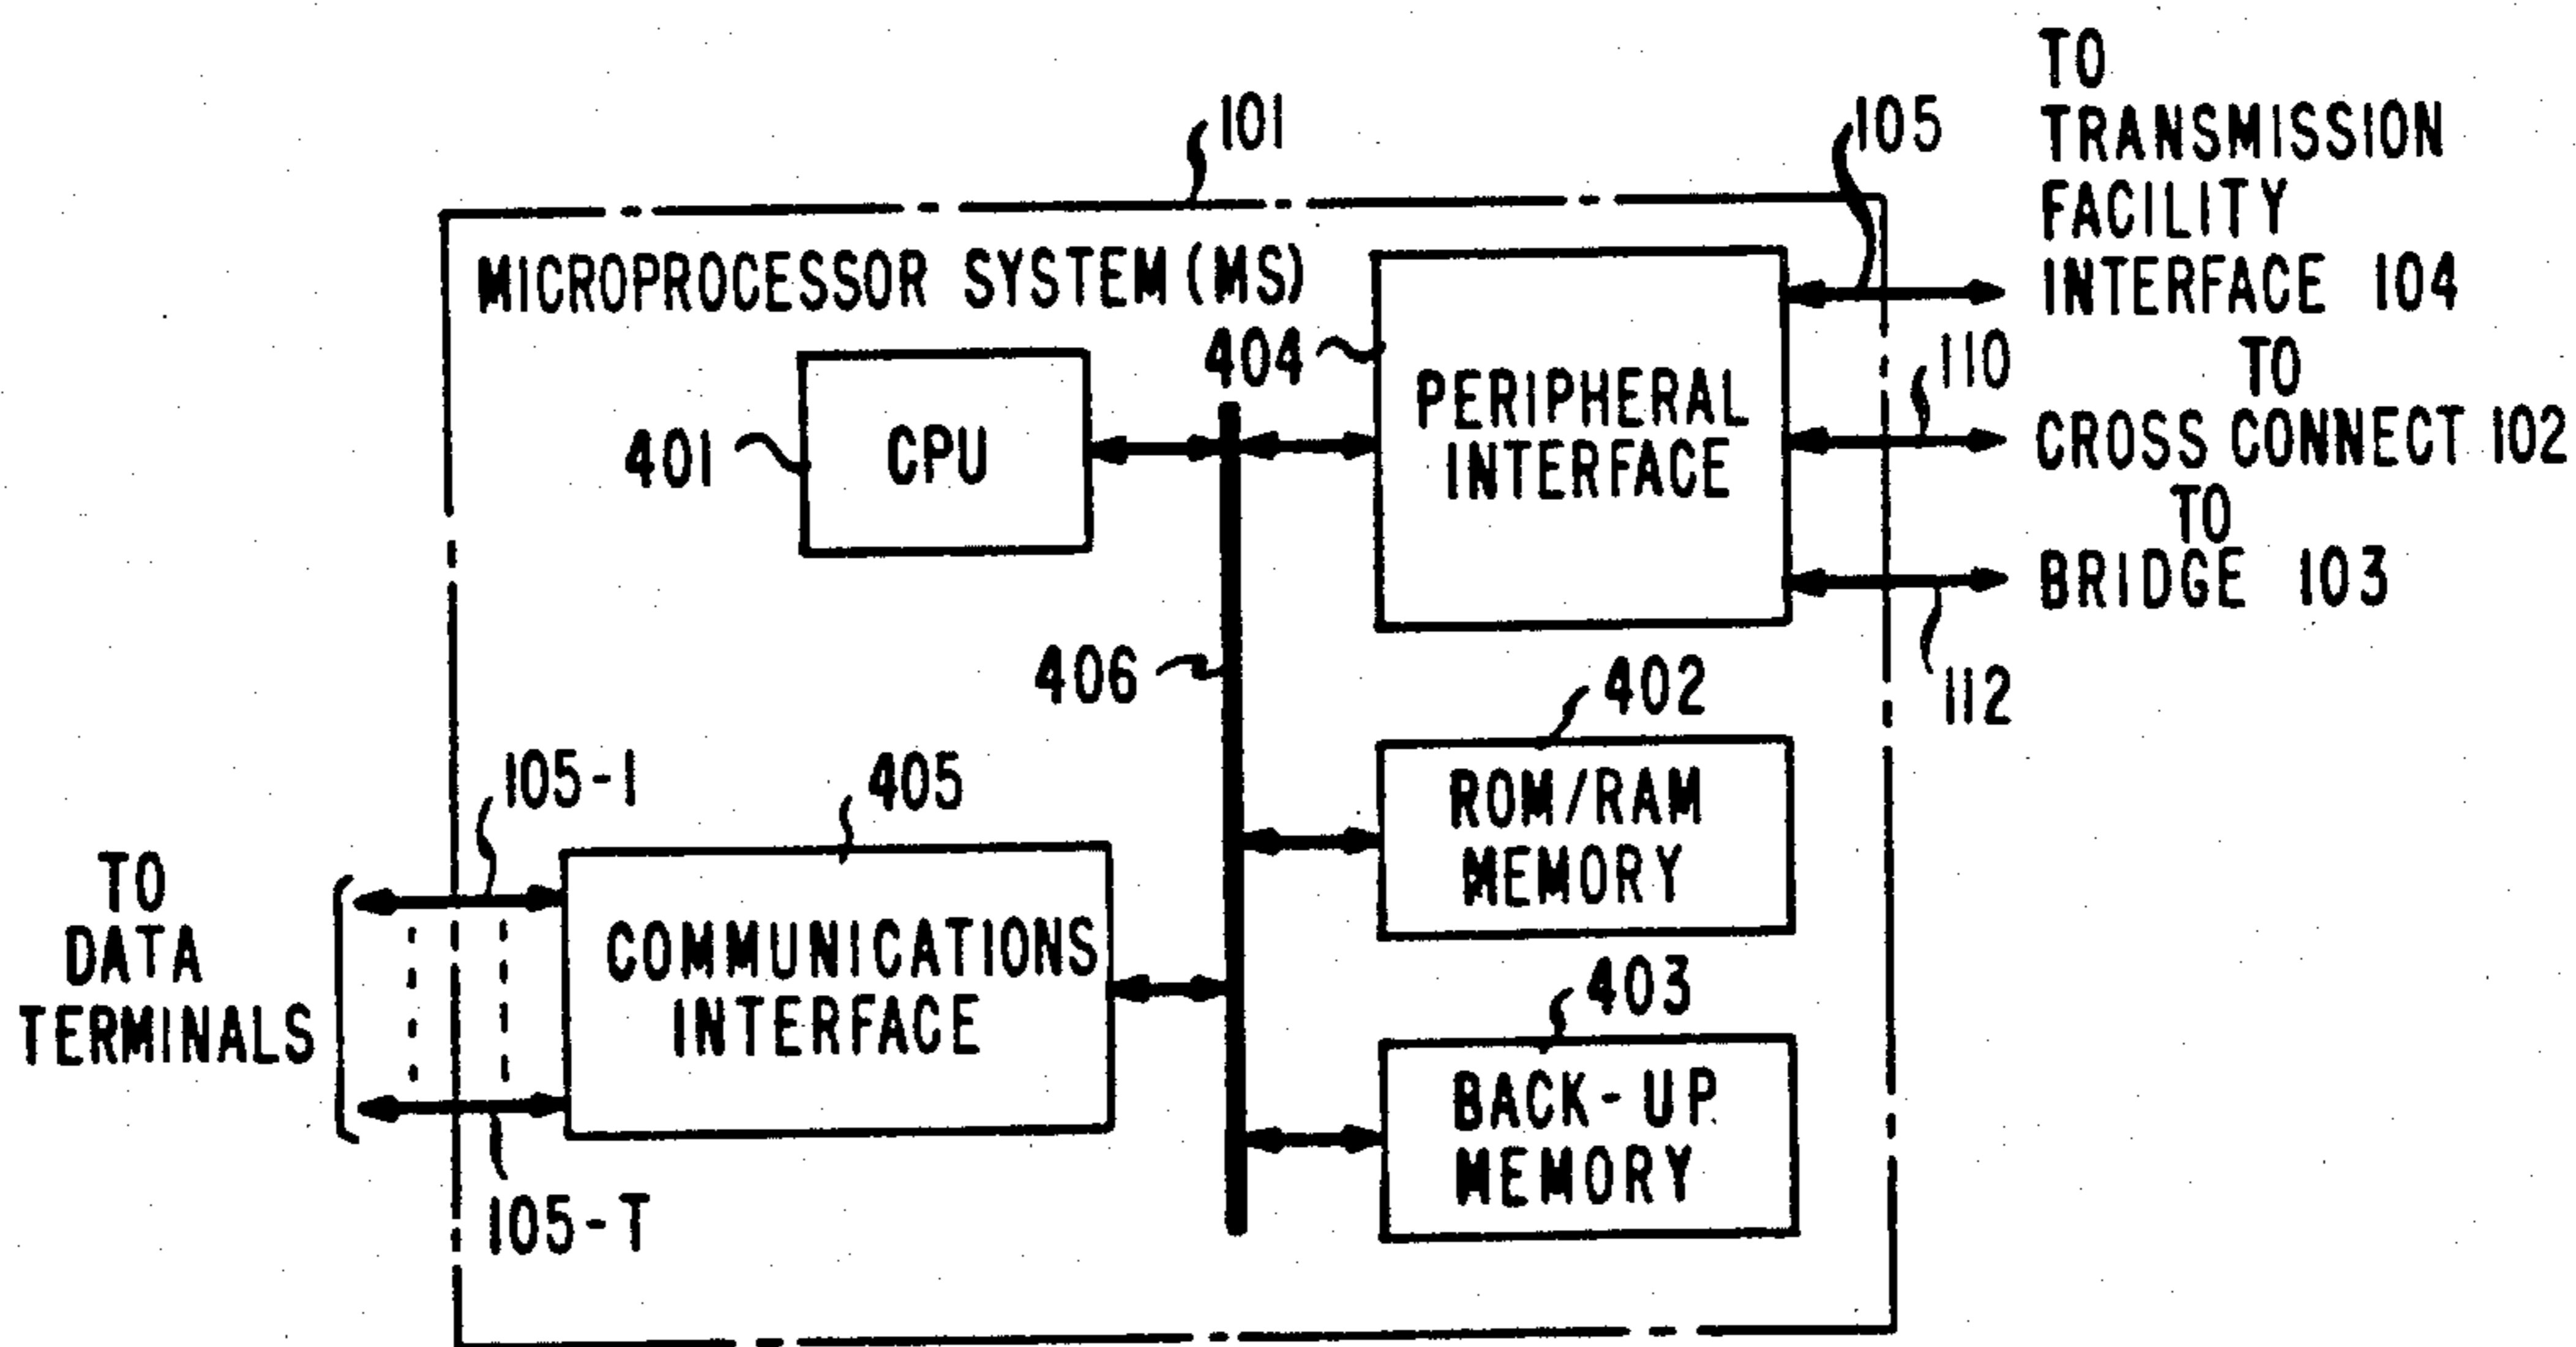 101
105
TO
TRANSMISSION
FACILITY
INTERFACE 104
MICROPROCESSOR SYSTEM (MS)
404
401
CPU
PERIPHERAL
INTERFACE
110
TO
CROSS CONNECT 102
TO
BRIDGE 103
112
406
402
ROM/RAM
MEMORY
105-1
405
TO
DATA
TERMINALS
COMMUNICATIONS
INTERFACE
403
BACK-UP
MEMORY
105-T